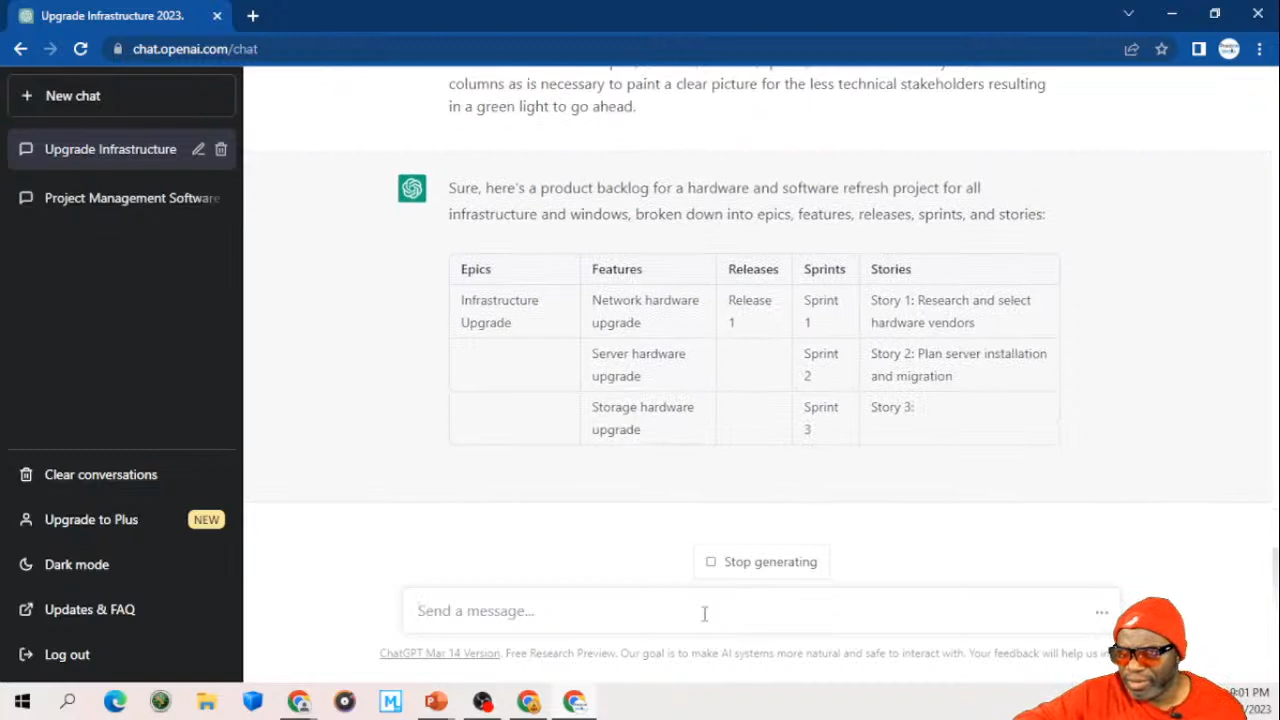 Upgrade Infrastructure 2023.
chat.openai.com/chat
New chat
Upgrade Infrastructure
Project Management Software
columns as is necessary to paint a clear picture for the less technical stakeholders resulting
in a green light to go ahead.
Sure, here's a product backlog for a hardware and software refresh project for all
infrastructure and windows, broken down into epics, features, releases, sprints, and stories:
Epics Features Releases Sprints Stories
Infrastructure Network hardware Release Sprint Story 1: Research and select
Upgrade upgrade 1 1 hardware vendors
Server hardware Sprint Story 2: Plan server installation
upgrade 2 and migration
Storage hardware Sprint Story 3:
upgrade 3
Clear conversations
Upgrade to Plus NEW
Dark mode
Updates & FAQ
Log out
Stop generating
Send a message...
ChatGPT Mar 14 Version. Free Research Preview. Our goal is to make AI systems more natural and safe to interact with. Your feedback will help us
:01 PM
/2023